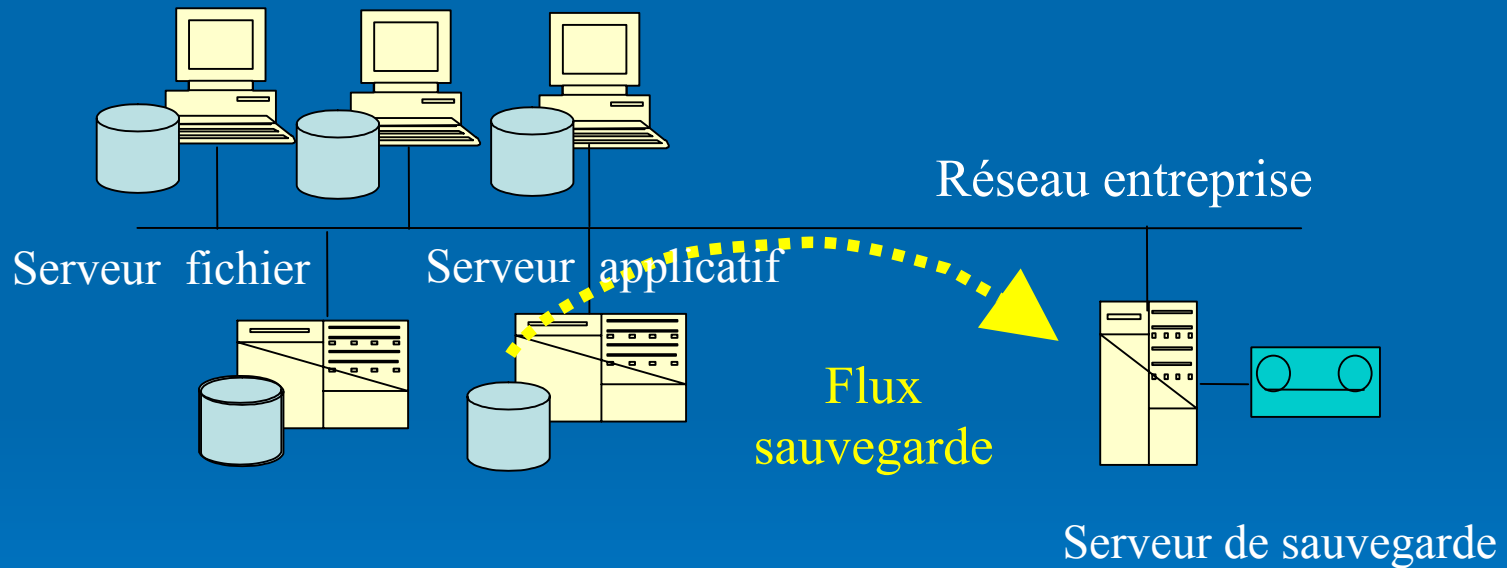 Réseau entreprise
Serveur fichier
Serveur applicatif
Flux
sauvegarde
Serveur de sauvegarde